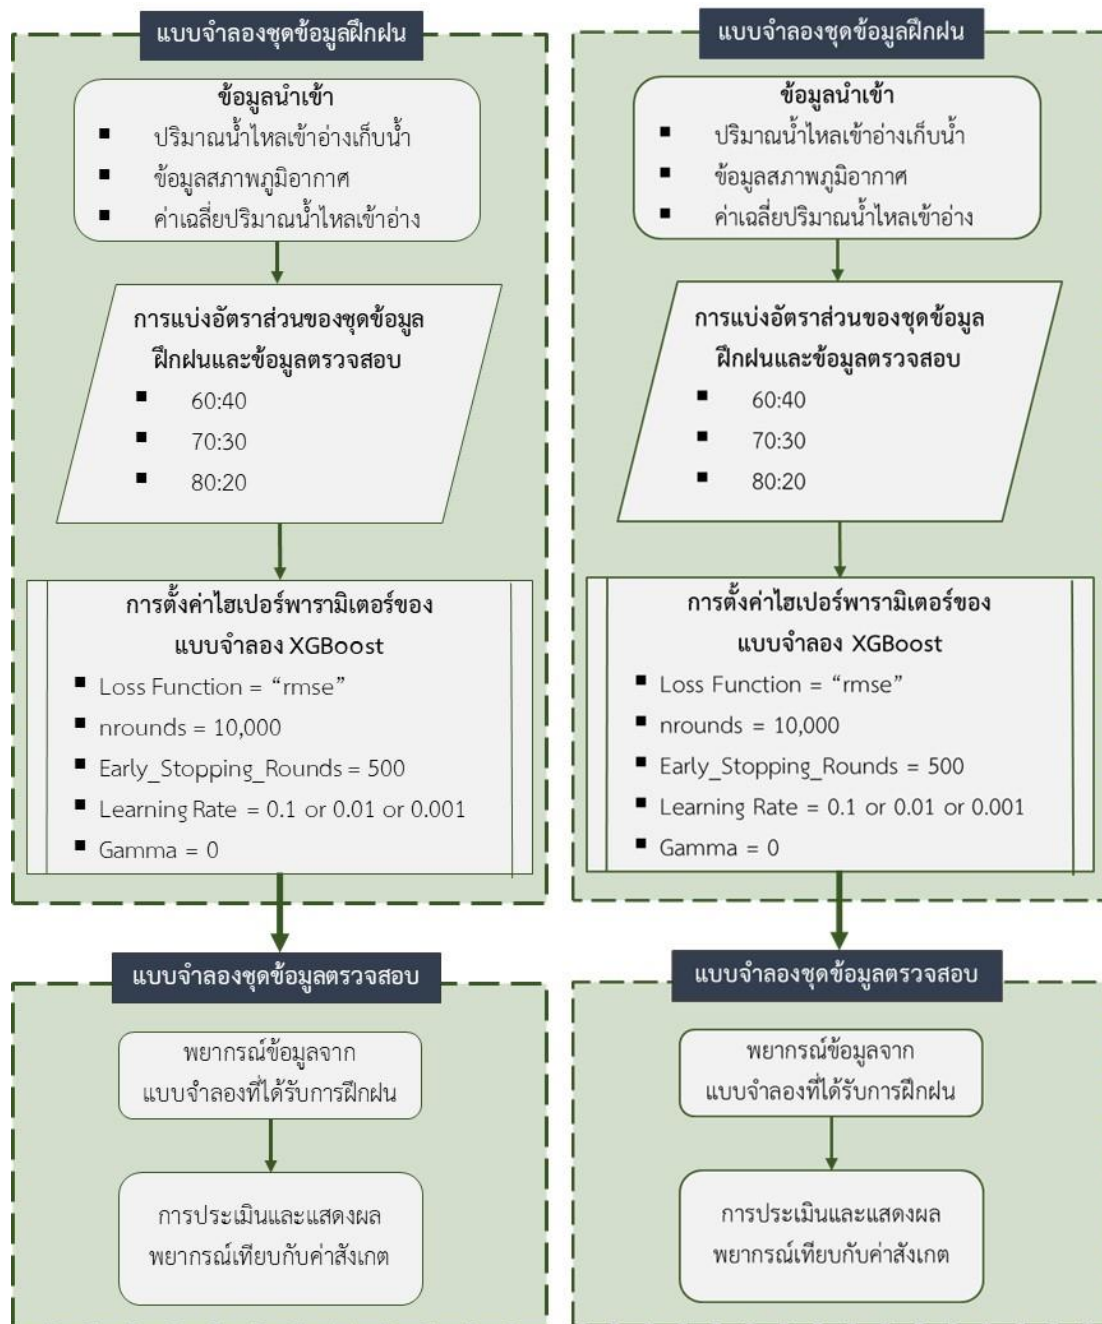 แบบจำลองชุดข้อมูลฝึกฝน
ข้อมูลนำเข้า
▪ ปริมาณน้ำไหลเข้าอ่างเก็บน้ำ
▪ ข้อมูลสภาพภูมิอากาศ
▪ ค่าเฉลี่ยปริมาณน้ำไหลเข้าอ่าง
การแบ่งอัตราส่วนของชุดข้อมูล
ฝึกฝนและข้อมูลตรวจสอบ
▪ 60:40
▪ 70:30
▪ 80:20
การตั้งค่าไฮเปอร์พารามิเตอร์ของ
แบบจำลอง XGBoost
▪ Loss Function = “rmse”
▪ nrounds = 10,000
▪ Early_Stopping_Rounds = 500
▪ Learning Rate = 0.1 or 0.01 or 0.001
▪ Gamma = 0
แบบจำลองชุดข้อมูลตรวจสอบ
พยากรณ์ข้อมูลจาก
แบบจำลองที่ได้รับการฝึกฝน
การประเมินและแสดงผล
พยากรณ์เทียบกับค่าสังเกต
แบบจำลองชุดข้อมูลฝึกฝน
ข้อมูลนำเข้า
▪ ปริมาณน้ำไหลเข้าอ่างเก็บน้ำ
▪ ข้อมูลสภาพภูมิอากาศ
▪ ค่าเฉลี่ยปริมาณน้ำไหลเข้าอ่าง
การแบ่งอัตราส่วนของชุดข้อมูล
ฝึกฝนและข้อมูลตรวจสอบ
▪ 60:40
▪ 70:30
▪ 80:20
การตั้งค่าไฮเปอร์พารามิเตอร์ของ
แบบจำลอง XGBoost
▪ Loss Function = “rmse”
▪ nrounds = 10,000
▪ Early_Stopping_Rounds = 500
▪ Learning Rate = 0.1 or 0.01 or 0.001
▪ Gamma = 0
แบบจำลองชุดข้อมูลตรวจสอบ
พยากรณ์ข้อมูลจาก
แบบจำลองที่ได้รับการฝึกฝน
การประเมินและแสดงผล
พยากรณ์เทียบกับค่าสังเกต